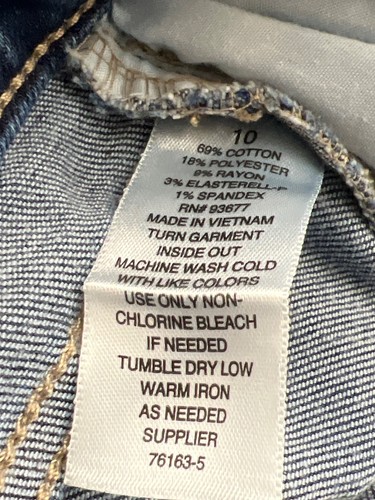 10
69% COTTON
18% POLYESTER
9% RAYON
3% ELASTERELL-P
1% SPANDEX
RN# 93677
MADE IN VIETNAM
TURN GARMENT
INSIDE OUT
MACHINE WASH COLD
WITH LIKE COLORS
USE ONLY NON-
CHLORINE BLEACH
IF NEEDED
TUMBLE DRY LOW
WARM IRON
AS NEEDED
SUPPLIER
76163-5